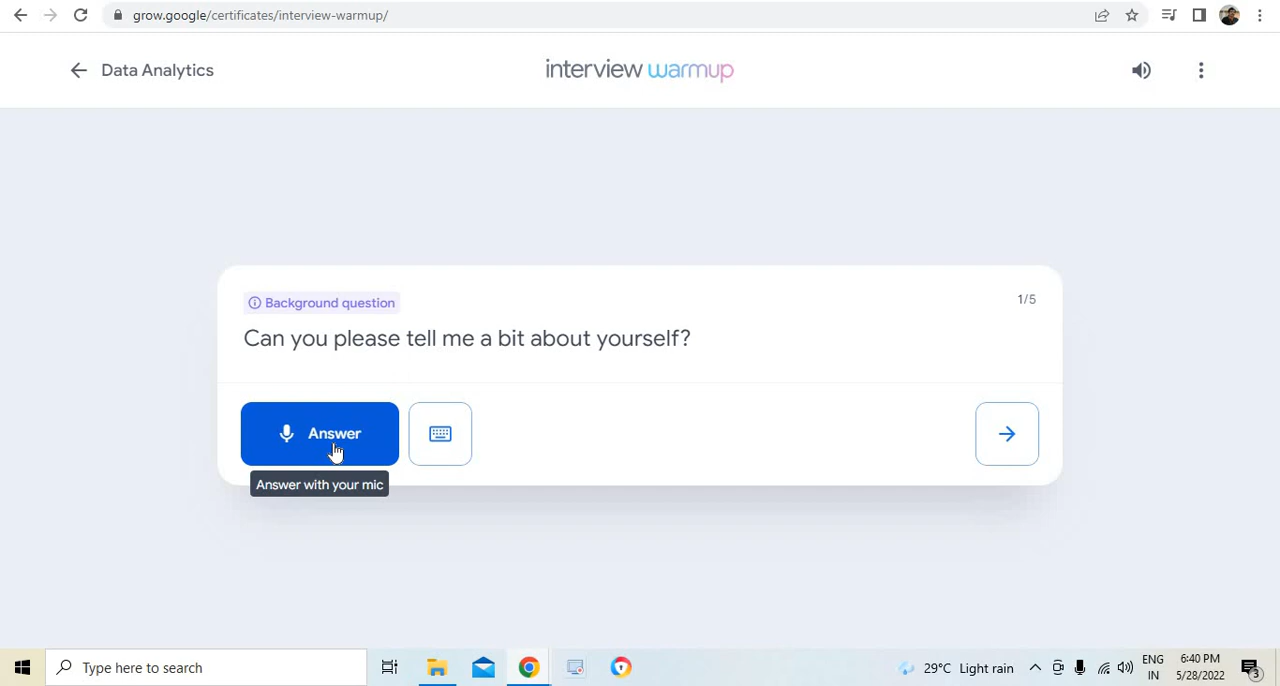 grow.google/certificates/interview-warmup/
Data Analytics
interview warmup
Background question
1/5
Can you please tell me a bit about yourself?
Answer
Answer with your mic
Type here to search
29°C Light rain
ENG
IN
6:40 PM
5/28/2022
3